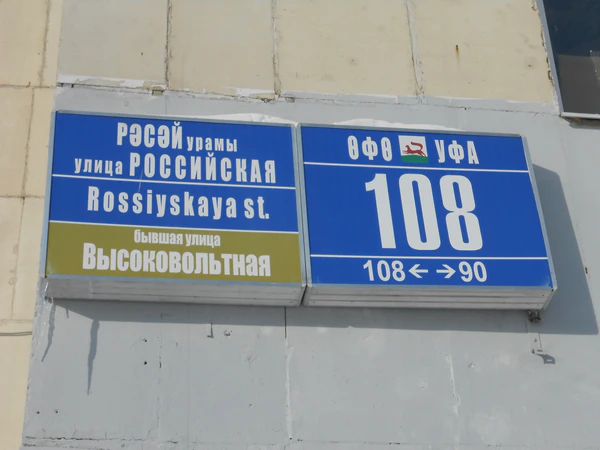 РӘСӘЙ урамы
улица РОССИЙСКАЯ
Rossiyskaya st.
бывшая улица
Высоковольтная
ӨФӨ УФА
108
108←→90